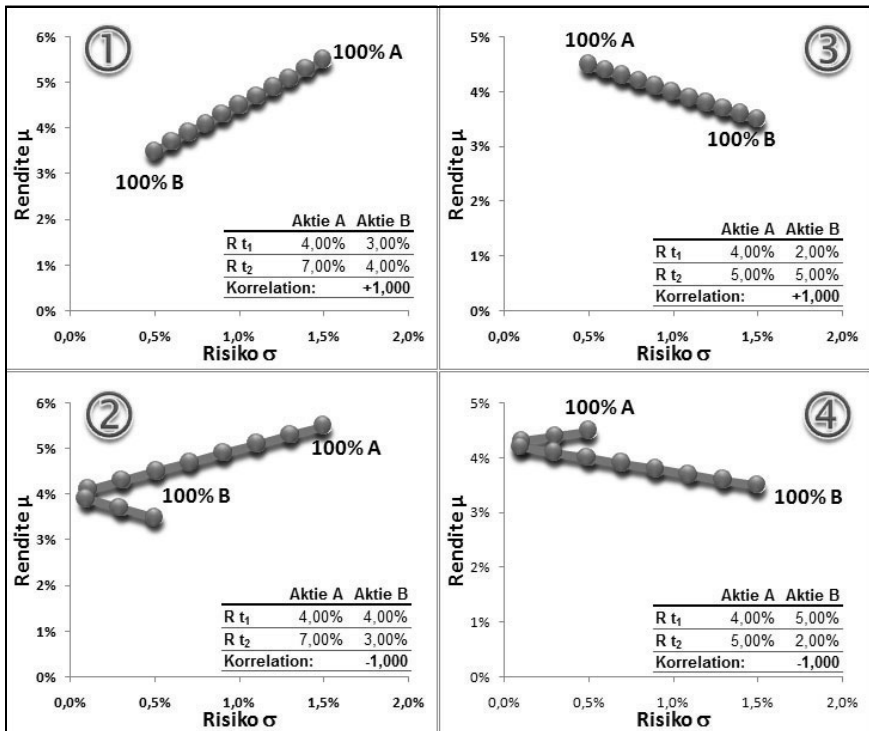 ①
Rendite µ
6%
5%
4%
3%
2%
1%
0%
100% A
100% B
Aktie A Aktie B
R t₁ 4,00% 3,00%
R t₂ 7,00% 4,00%
Korrelation: +1,000
0,0% 0,5% 1,0% 1,5% 2,0%
Risiko σ
③
Rendite µ
5%
4%
3%
2%
1%
0%
100% A
100% B
Aktie A Aktie B
R t₁ 4,00% 2,00%
R t₂ 5,00% 5,00%
Korrelation: +1,000
0,0% 0,5% 1,0% 1,5% 2,0%
Risiko σ
②
Rendite µ
6%
5%
4%
3%
2%
1%
0%
100% A
100% B
Aktie A Aktie B
R t₁ 4,00% 4,00%
R t₂ 7,00% 3,00%
Korrelation: -1,000
0,0% 0,5% 1,0% 1,5% 2,0%
Risiko σ
④
Rendite µ
5%
4%
3%
2%
1%
0%
100% A
100% B
Aktie A Aktie B
R t₁ 4,00% 5,00%
R t₂ 5,00% 2,00%
Korrelation: -1,000
0,0% 0,5% 1,0% 1,5% 2,0%
Risiko σ